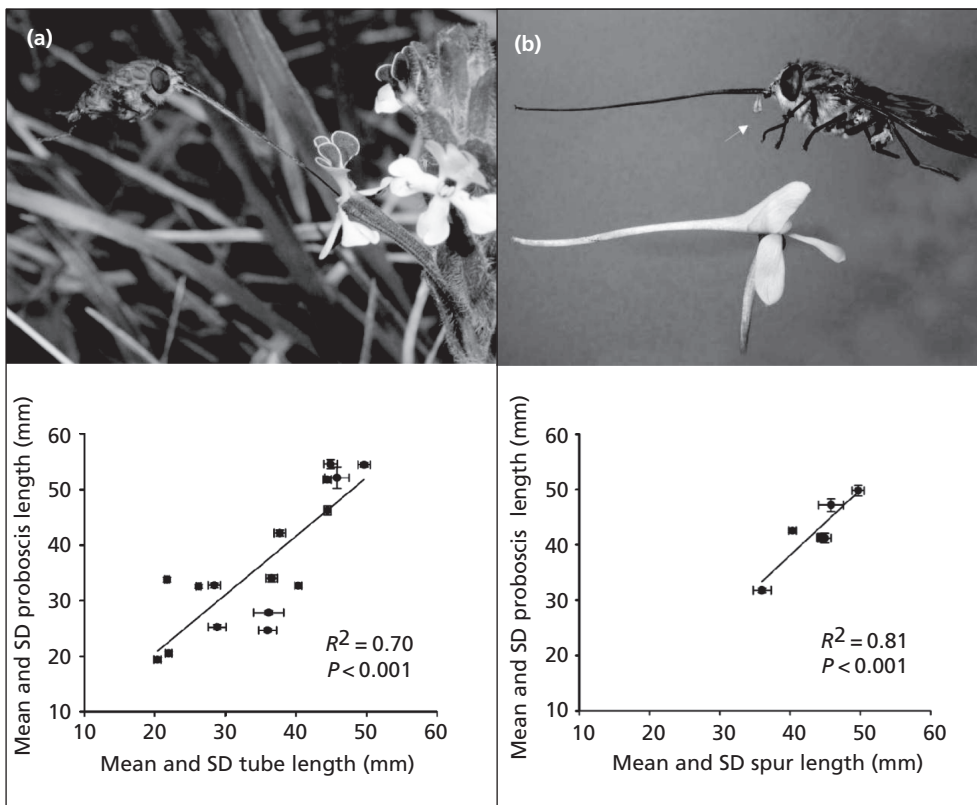 (a)
Mean and SD proboscis length (mm)
60
50
40
30
20
10
R² = 0.70
P < 0.001
10 20 30 40 50 60
Mean and SD tube length (mm)
(b)
Mean and SD proboscis length (mm)
60
50
40
30
20
10
R² = 0.81
P < 0.001
10 20 30 40 50 60
Mean and SD spur length (mm)